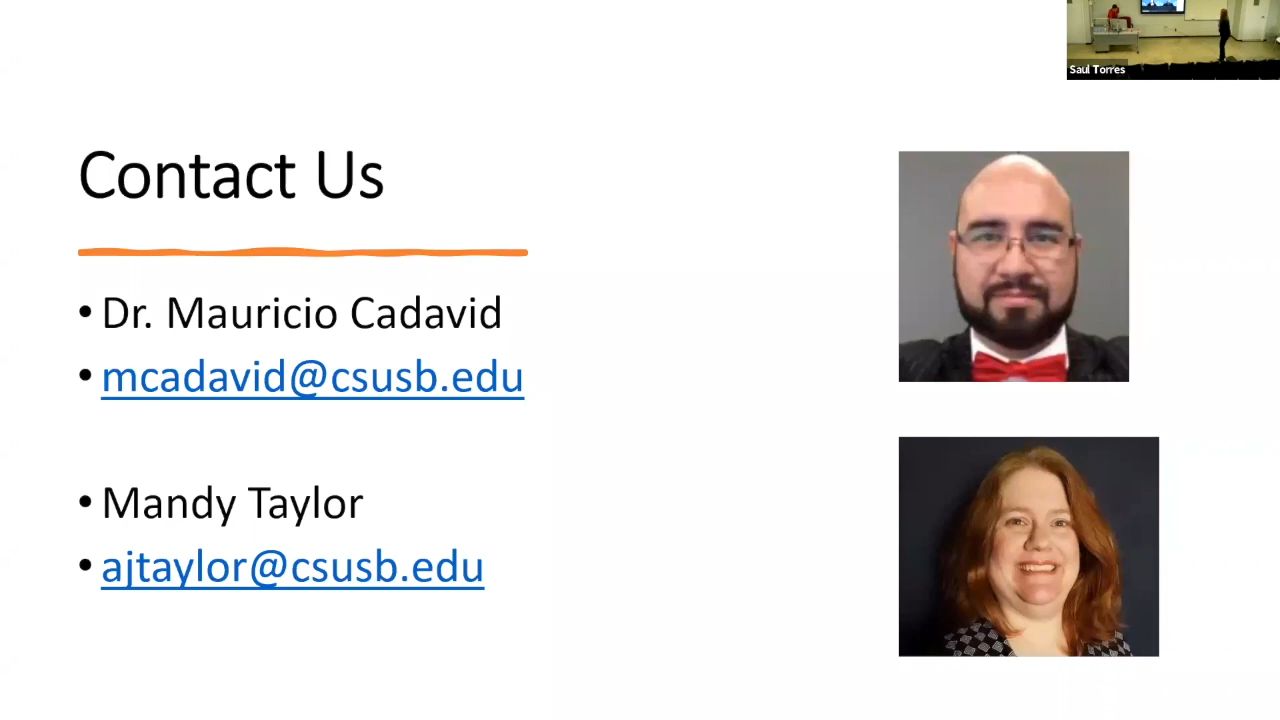 Saul Torres
Contact Us
• Dr. Mauricio Cadavid
• mcadavid@csusb.edu
• Mandy Taylor
• ajtaylor@csusb.edu